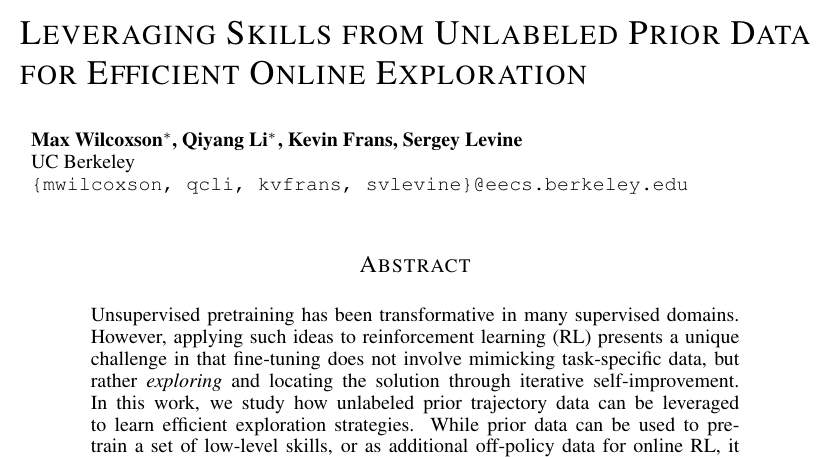 LEVERAGING SKILLS FROM UNLABELED PRIOR DATA
FOR EFFICIENT ONLINE EXPLORATION
Max Wilcoxson*, Qiyang Li*, Kevin Frans, Sergey Levine
UC Berkeley
{mwilcoxson, qcli, kvfrans, svlevine}@eecs.berkeley.edu
ABSTRACT
Unsupervised pretraining has been transformative in many supervised domains.
However, applying such ideas to reinforcement learning (RL) presents a unique
challenge in that fine-tuning does not involve mimicking task-specific data, but
rather exploring and locating the solution through iterative self-improvement.
In this work, we study how unlabeled prior trajectory data can be leveraged
to learn efficient exploration strategies. While prior data can be used to pre-
train a set of low-level skills, or as additional off-policy data for online RL, it